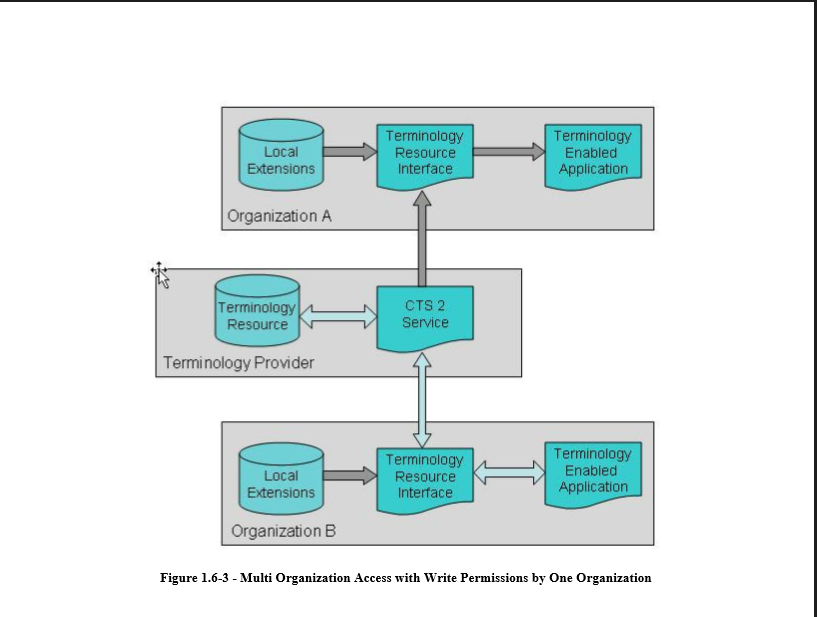 Local
Extensions
Terminology
Resource
Interface
Terminology
Enabled
Application
Organization A
Terminology
Resource
CTS 2
Service
Terminology Provider
Local
Extensions
Terminology
Resource
Interface
Terminology
Enabled
Application
Organization B
Figure 1.6-3 - Multi Organization Access with Write Permissions by One Organization